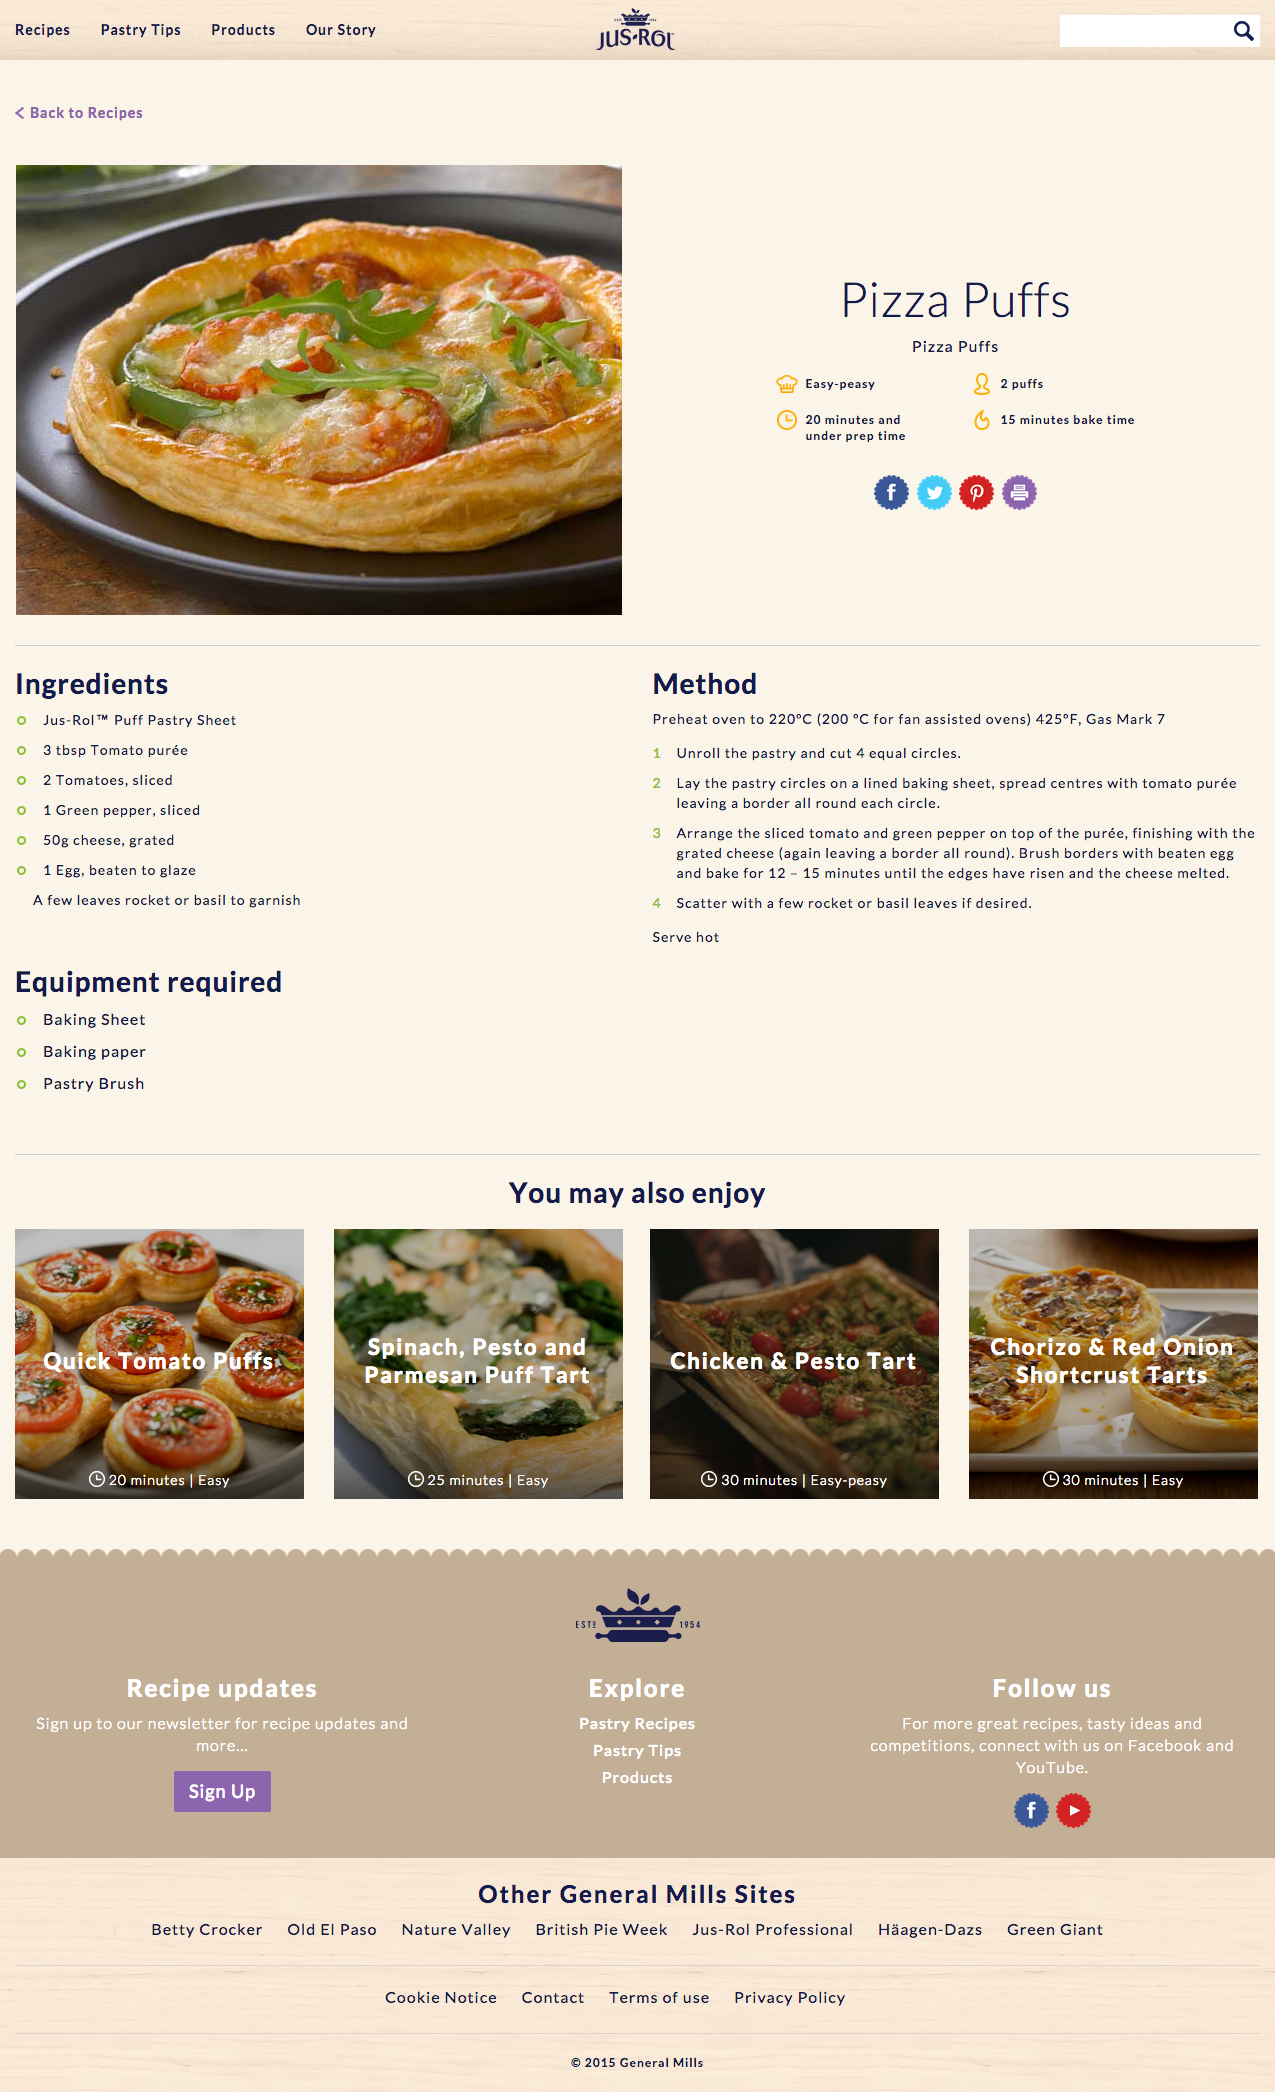 Recipes Pastry Tips Products Our Story
ESTD 1954
JUS-ROL
< Back to Recipes
Pizza Puffs
Pizza Puffs
Easy-peasy
2 puffs
20 minutes and
under prep time
15 minutes bake time
Ingredients
Jus-Rol™ Puff Pastry Sheet
3 tbsp Tomato purée
2 Tomatoes, sliced
1 Green pepper, sliced
50g cheese, grated
1 Egg, beaten to glaze
A few leaves rocket or basil to garnish
Equipment required
Baking Sheet
Baking paper
Pastry Brush
Method
Preheat oven to 220ºC (200 ºC for fan assisted ovens) 425ºF, Gas Mark 7
1 Unroll the pastry and cut 4 equal circles.
2 Lay the pastry circles on a lined baking sheet, spread centres with tomato purée
leaving a border all round each circle.
3 Arrange the sliced tomato and green pepper on top of the purée, finishing with the
grated cheese (again leaving a border all round). Brush borders with beaten egg
and bake for 12 – 15 minutes until the edges have risen and the cheese melted.
4 Scatter with a few rocket or basil leaves if desired.
Serve hot
You may also enjoy
Quick Tomato Puffs
20 minutes | Easy
Spinach, Pesto and
Parmesan Puff Tart
25 minutes | Easy
Chicken & Pesto Tart
30 minutes | Easy-peasy
Chorizo & Red Onion
Shortcrust Tarts
30 minutes | Easy
ESTD 1954
Recipe updates
Sign up to our newsletter for recipe updates and
more...
Sign Up
Explore
Pastry Recipes
Pastry Tips
Products
Follow us
For more great recipes, tasty ideas and
competitions, connect with us on Facebook and
YouTube.
Other General Mills Sites
Betty Crocker Old El Paso Nature Valley British Pie Week Jus-Rol Professional Häagen-Dazs Green Giant
Cookie Notice Contact Terms of use Privacy Policy
© 2015 General Mills